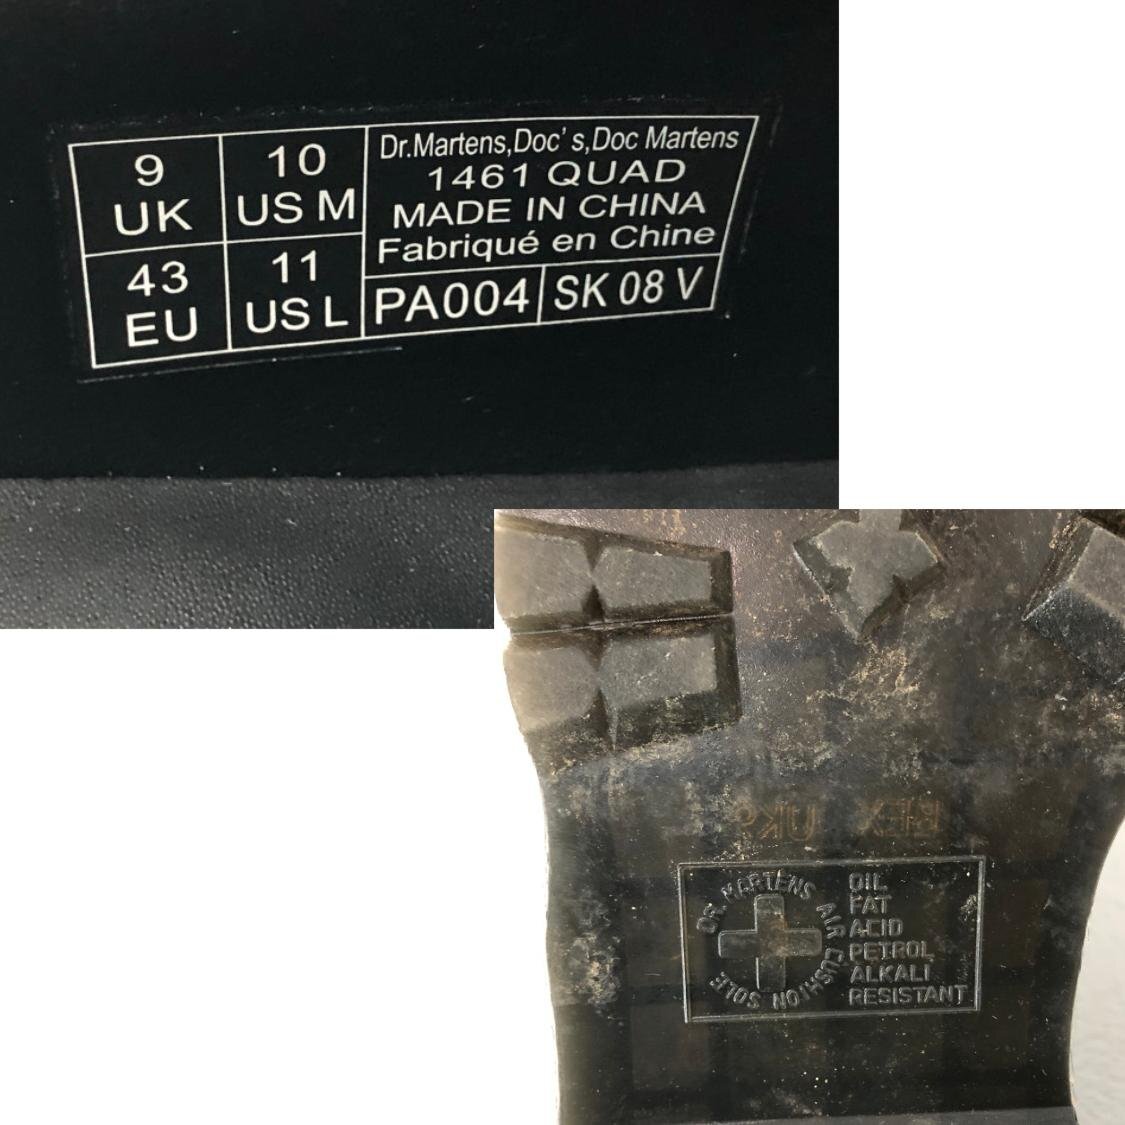 9
UK
10
US M
43
EU
11
US L
Dr.Martens,Doc's,Doc Martens
1461 QUAD
MADE IN CHINA
Fabriqué en Chine
PA004
SK 08 V
UK9
DR. MARTENS AIR CUSHION SOLE
OIL
FAT
ACID
PETROL
ALKALI
RESISTANT